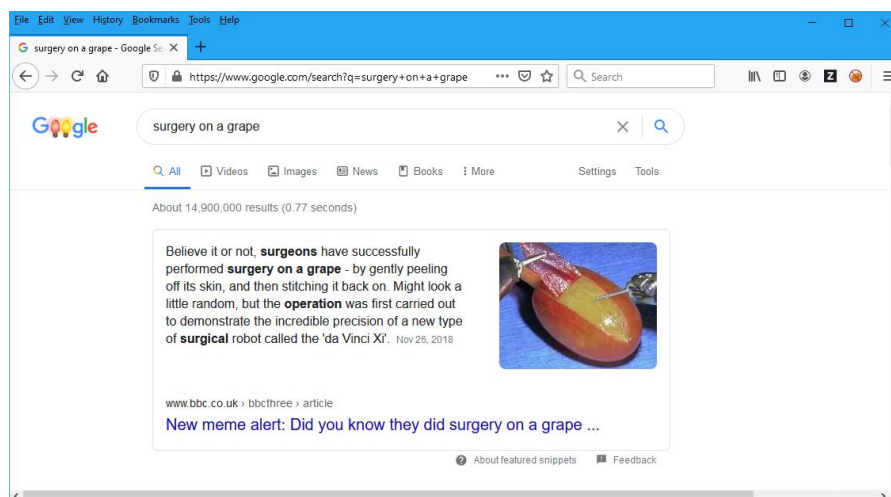 File Edit View History Bookmarks Tools Help
surgery on a grape - Google Se
https://www.google.com/search?q=surgery+on+a+grape
Search
Google
surgery on a grape
All Videos Images News Books More Settings Tools
About 14,900,000 results (0.77 seconds)
Believe it or not, surgeons have successfully
performed surgery on a grape - by gently peeling
off its skin, and then stitching it back on. Might look a
little random, but the operation was first carried out
to demonstrate the incredible precision of a new type
of surgical robot called the 'da Vinci Xi'. Nov 26, 2018
www.bbc.co.uk › bbcthree › article
New meme alert: Did you know they did surgery on a grape ...
About featured snippets Feedback